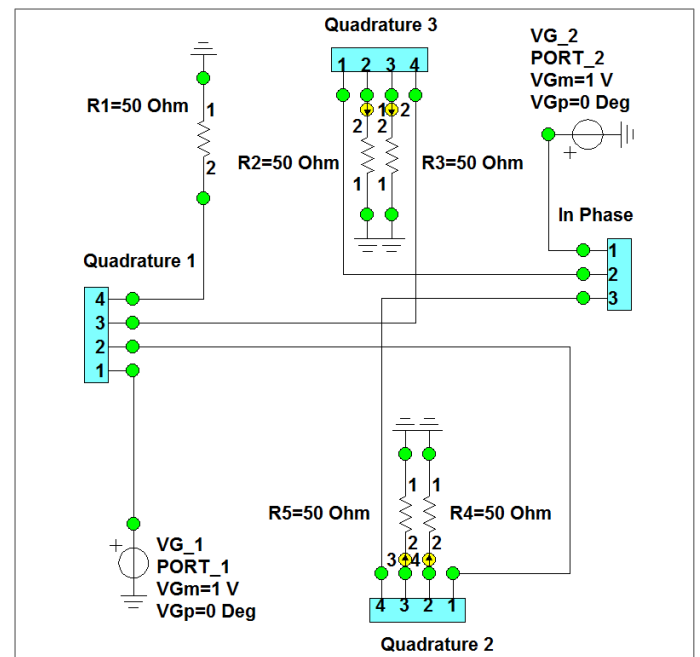 Quadrature 3
1 2 3 4
VG_2
PORT_2
VGm=1 V
VGp=0 Deg
+
R1=50 Ohm
1
2
1 2
2 2
R2=50 Ohm
R3=50 Ohm
1 1
In Phase
1
2
3
Quadrature 1
4
3
2
1
1 1
R5=50 Ohm
R4=50 Ohm
2 2
3 4
+
VG_1
PORT_1
VGm=1 V
VGp=0 Deg
4 3 2 1
Quadrature 2